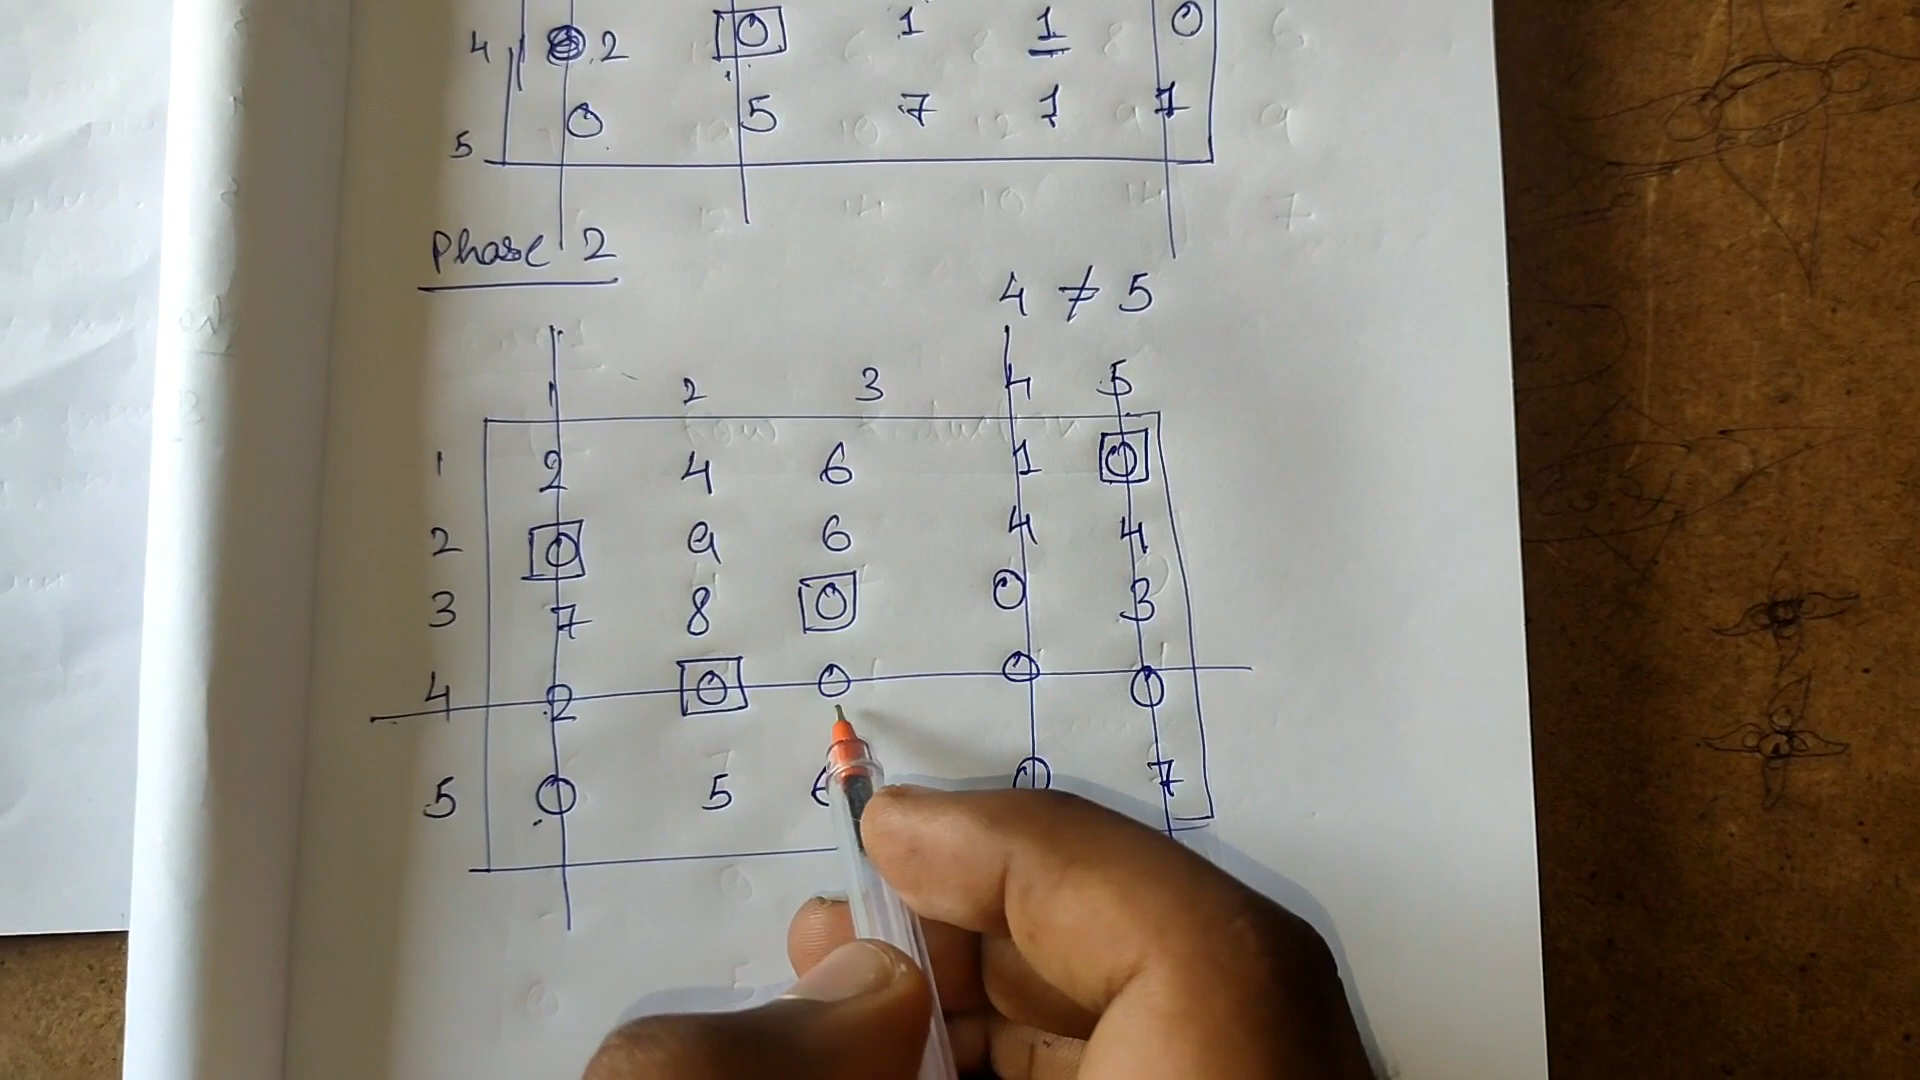 4 2 0 1 1 0
5 0 5 7 1 7
Phase 2
4 ≠ 5
1 2 3 4 5
1 2 4 6 1 0
2 0 9 6 4 4
3 7 8 0 0 3
4 2 0 0 0 0
5 0 5 0 7